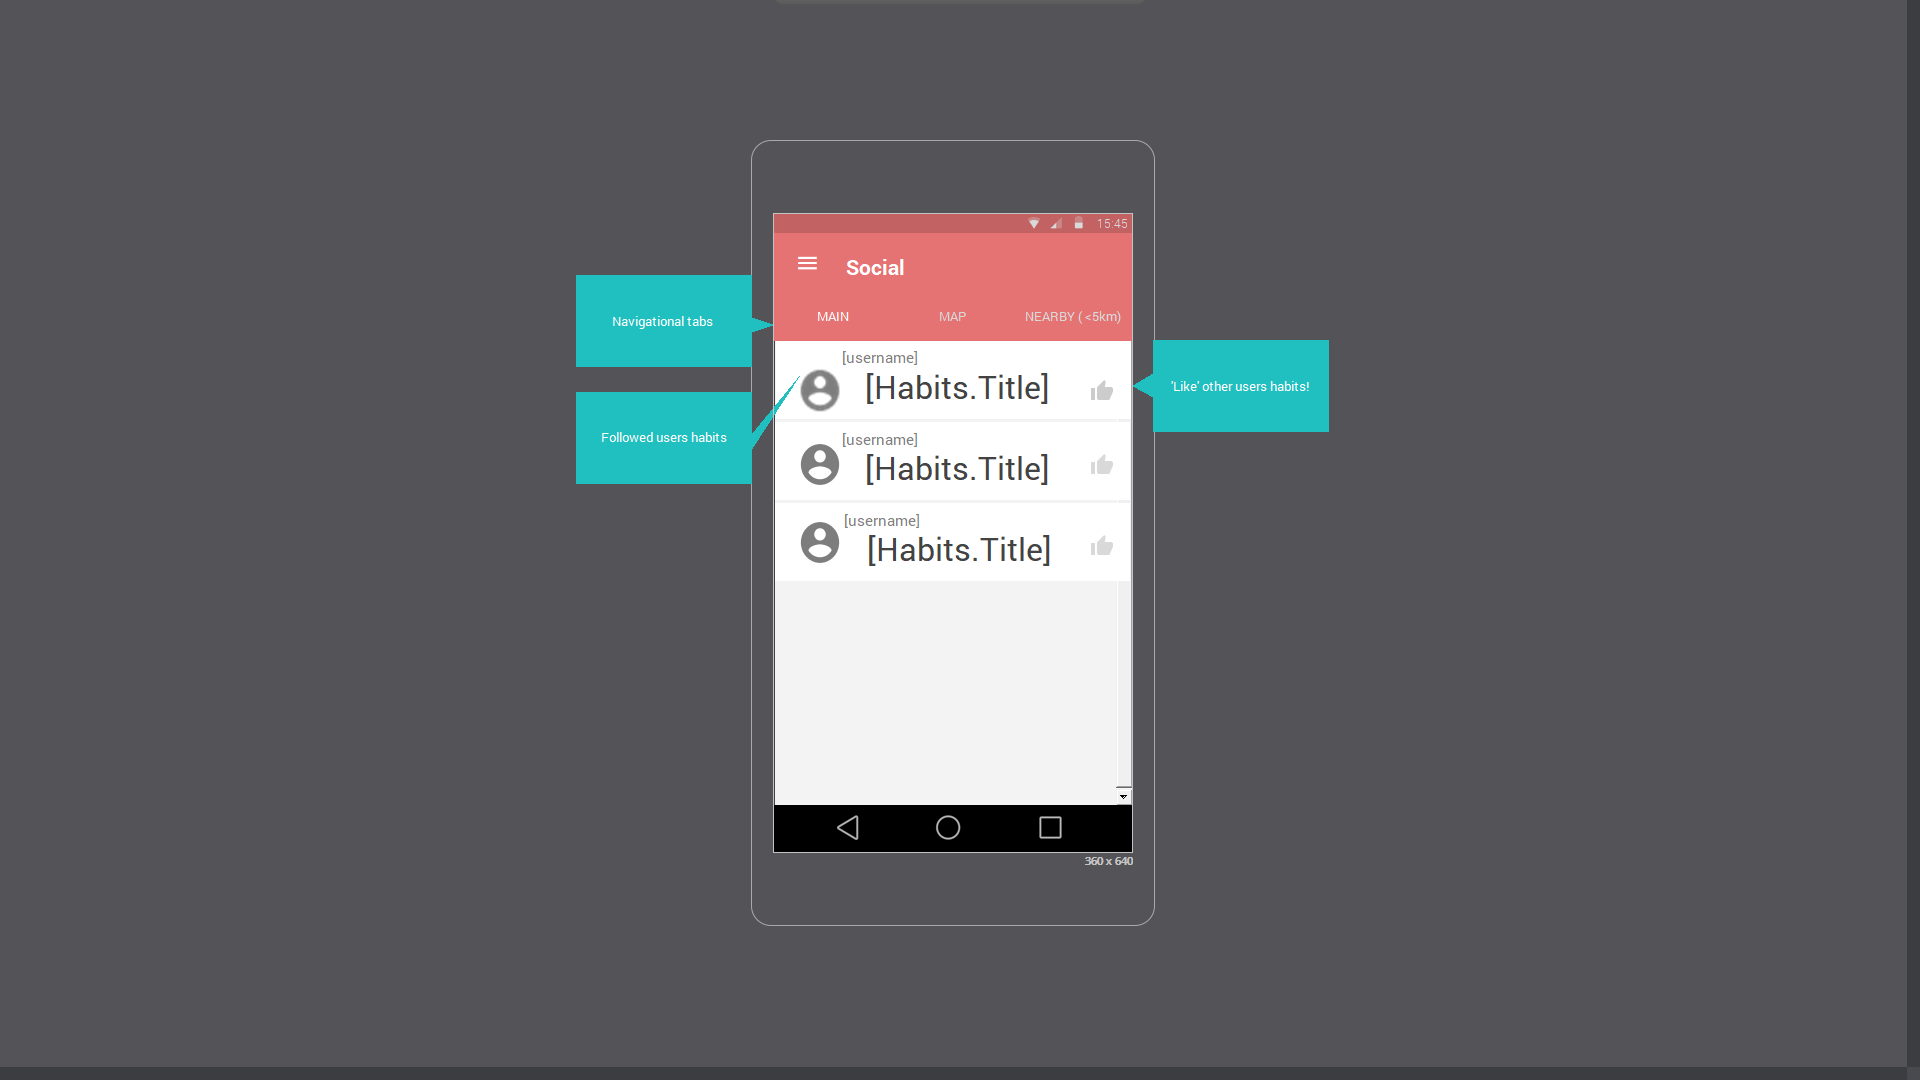 15:45
Social
MAIN
MAP
NEARBY ( <5km)
Navigational tabs
[username]
[Habits.Title]
'Like' other users habits!
Followed users habits
[username]
[Habits.Title]
[username]
[Habits.Title]
360 x 640